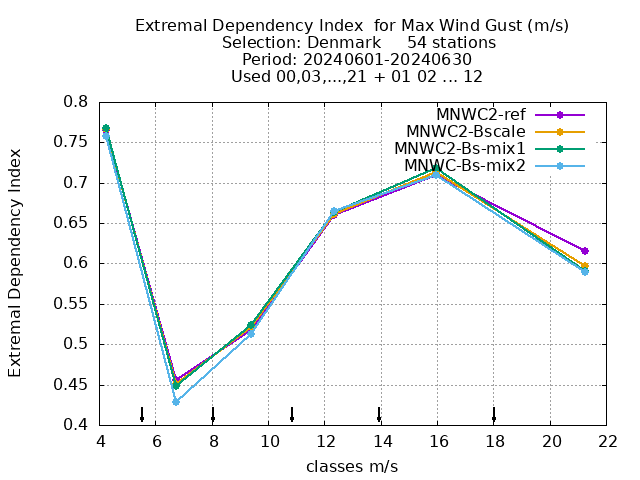 Extremal Dependency Index  for Max Wind Gust (m/s)
Selection: Denmark     54 stations
Period: 20240601-20240630
Used 00,03,...,21 + 01 02 ... 12
MNWC2-ref
MNWC2-Bscale
MNWC2-Bs-mix1
MNWC-Bs-mix2
Extremal Dependency Index
0.8
0.75
0.7
0.65
0.6
0.55
0.5
0.45
0.4
4 6 8 10 12 14 16 18 20 22
classes m/s